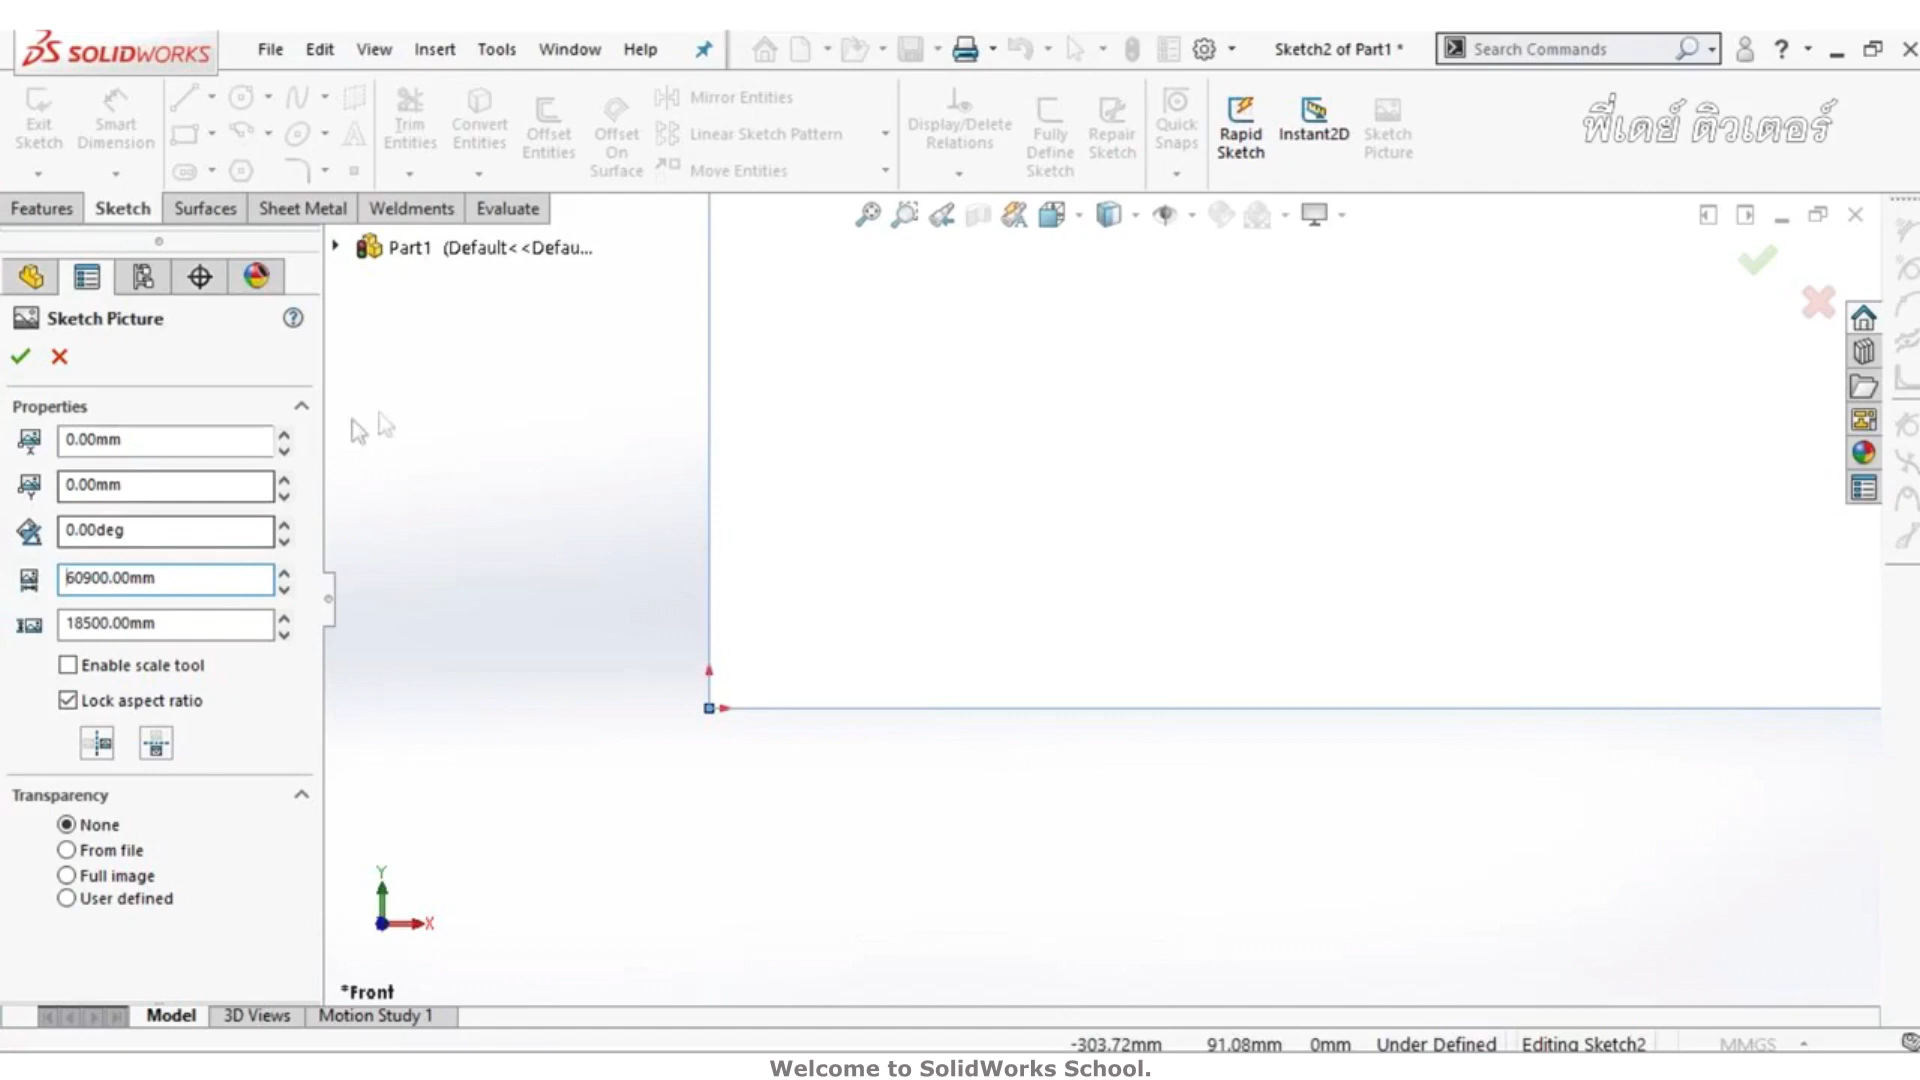 SOLIDWORKS
File Edit View Insert Tools Window Help
Sketch2 of Part1 *
Search Commands
Exit Sketch
Smart Dimension
Trim Entities
Convert Entities
Offset Entities
Offset On Surface
Mirror Entities
Linear Sketch Pattern
Move Entities
Display/Delete Relations
Fully Define Sketch
Repair Sketch
Quick Snaps
Rapid Sketch
Instant2D
Sketch Picture
พี่เดย์ ติวเตอร์
Features Sketch Surfaces Sheet Metal Weldments Evaluate
Part1 (Default< <Defau...
Sketch Picture
Properties
0.00mm
0.00mm
0.00deg
60900.00mm
18500.00mm
Enable scale tool
Lock aspect ratio
Transparency
None
From file
Full image
User defined
Y
X
*Front
Model 3D Views Motion Study 1
-303.72mm 91.08mm 0mm Under Defined Editing Sketch2 MMGS
Welcome to SolidWorks School.